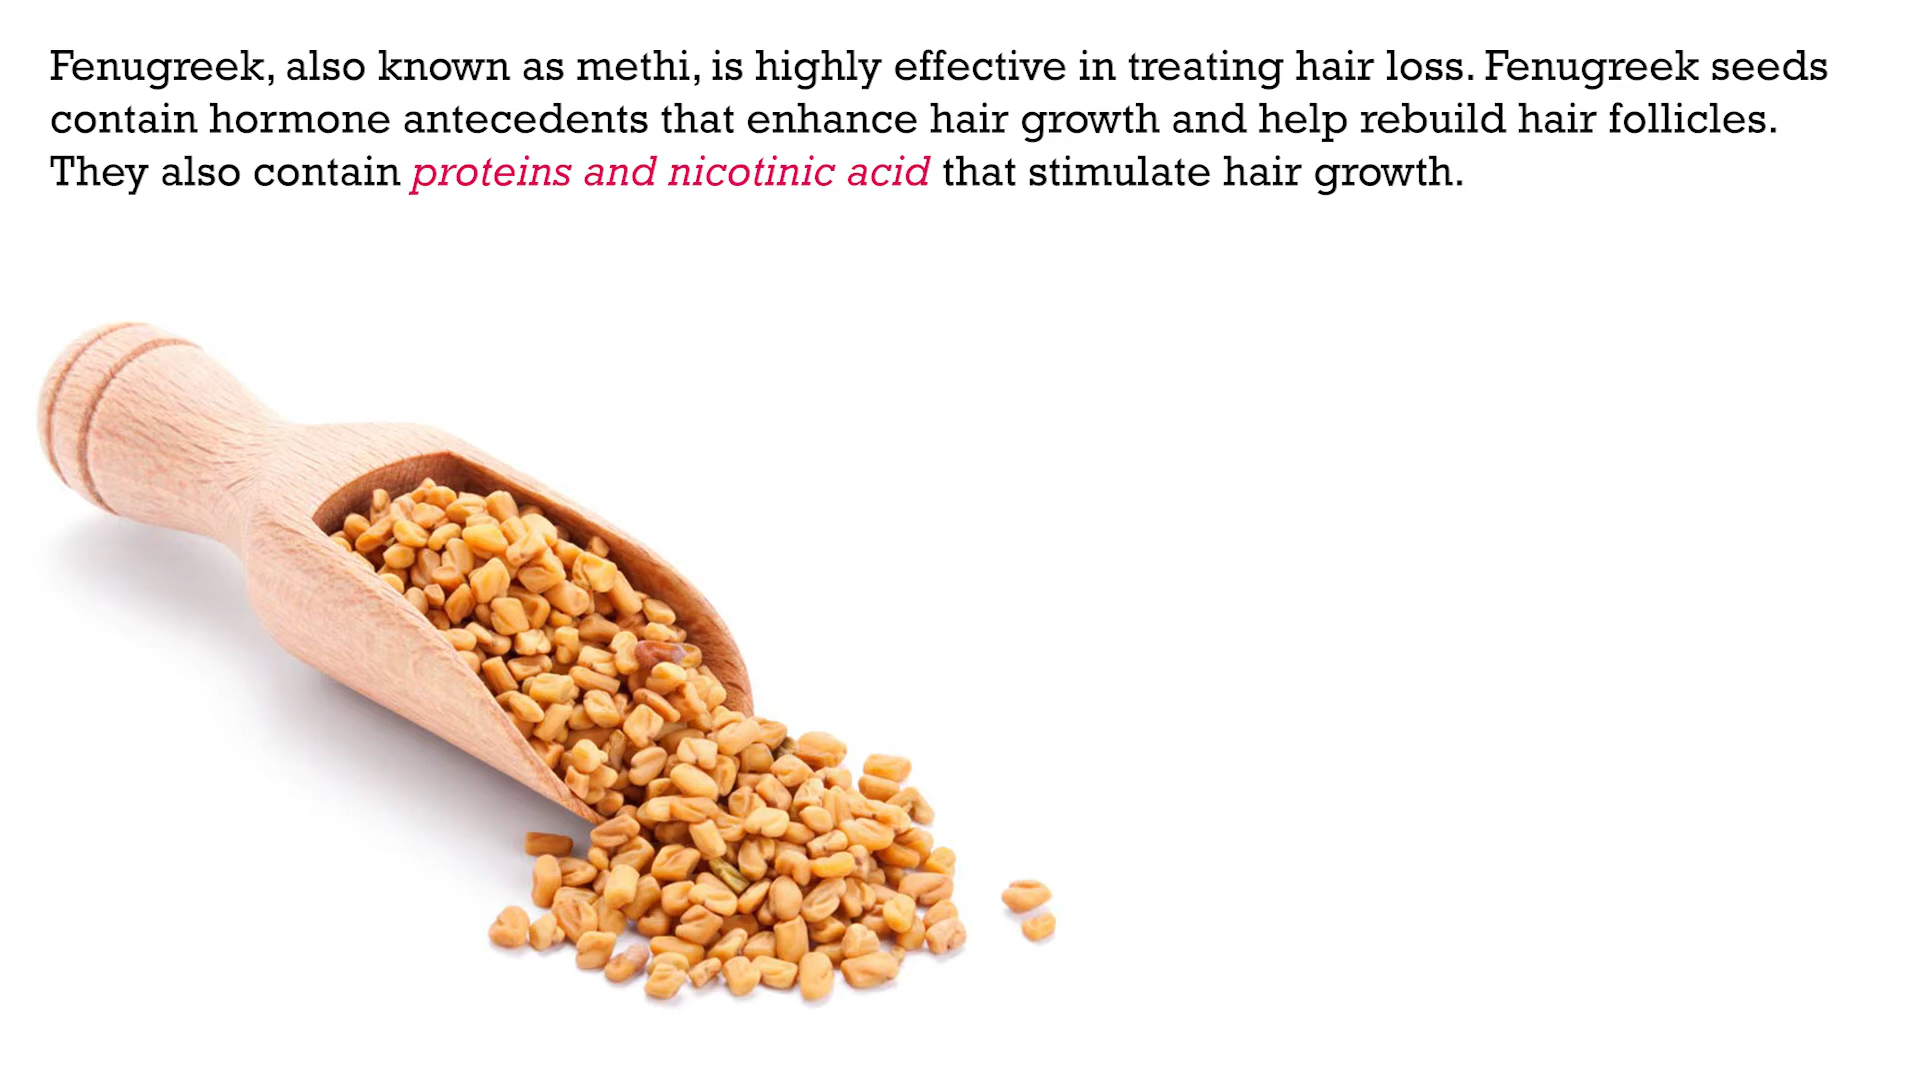 Fenugreek, also known as methi, is highly effective in treating hair loss. Fenugreek seeds
contain hormone antecedents that enhance hair growth and help rebuild hair follicles.
They also contain proteins and nicotinic acid that stimulate hair growth.